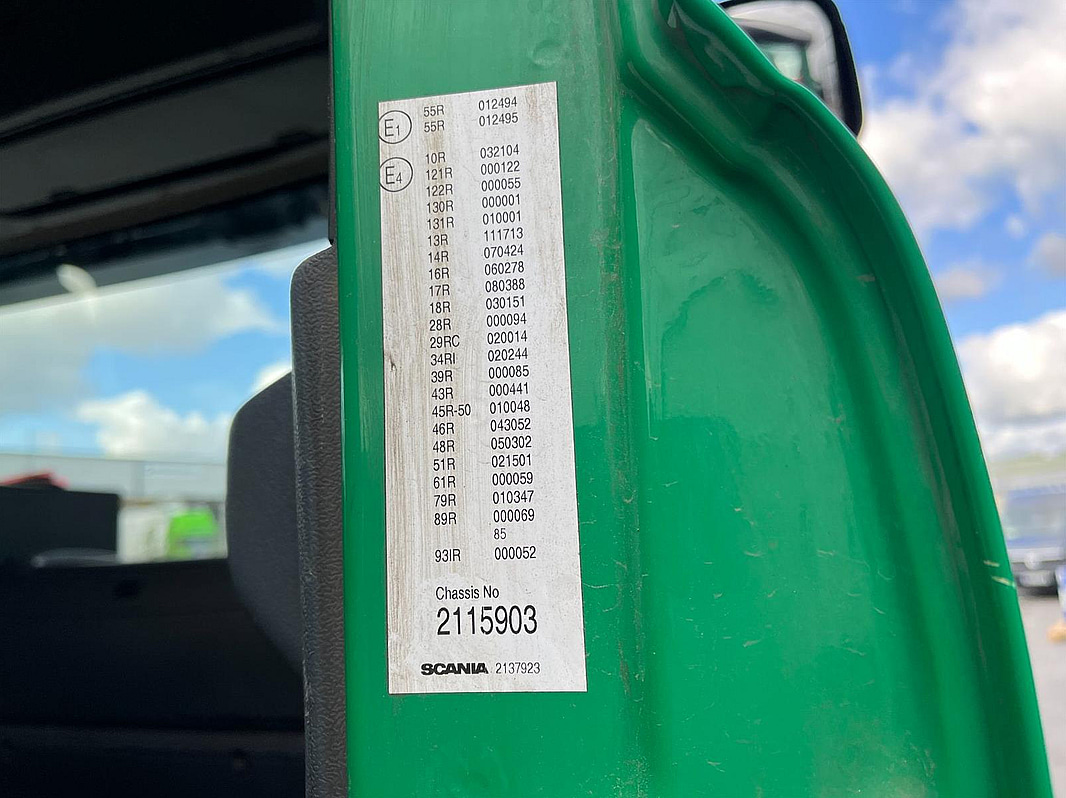 E1 55R 012494
55R 012495
E4 10R 032104
121R 000122
122R 000055
130R 000001
131R 010001
13R 111713
14R 070424
16R 060278
17R 080388
18R 030151
28R 000094
29RC 020014
34RI 020244
39R 000085
43R 000441
45R-50 010048
46R 043052
48R 050302
51R 021501
61R 000059
79R 010347
89R 000069
85
93IR 000052
Chassis No
2115903
SCANIA 2137923